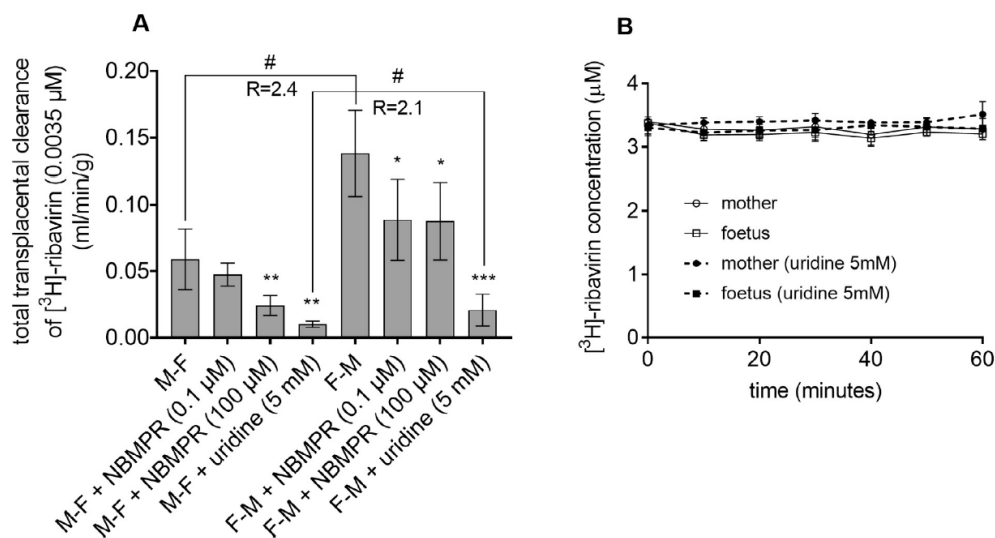 A
total transplacental clearance
of [³H]-ribavirin (0.0035 µM)
(ml/min/g)
0.20
0.15
0.10
0.05
0.00
#
R=2.4
#
R=2.1
**
**
*
*
***
M-F
M-F + NBMPR (0.1 µM)
M-F + NBMPR (100 µM)
M-F + uridine (5 mM)
F-M
F-M + NBMPR (0.1 µM)
F-M + NBMPR (100 µM)
F-M + uridine (5 mM)
B
[³H]-ribavirin concentration (µM)
4
3
2
1
0
mother
foetus
mother (uridine 5mM)
foetus (uridine 5mM)
0
20
40
60
time (minutes)